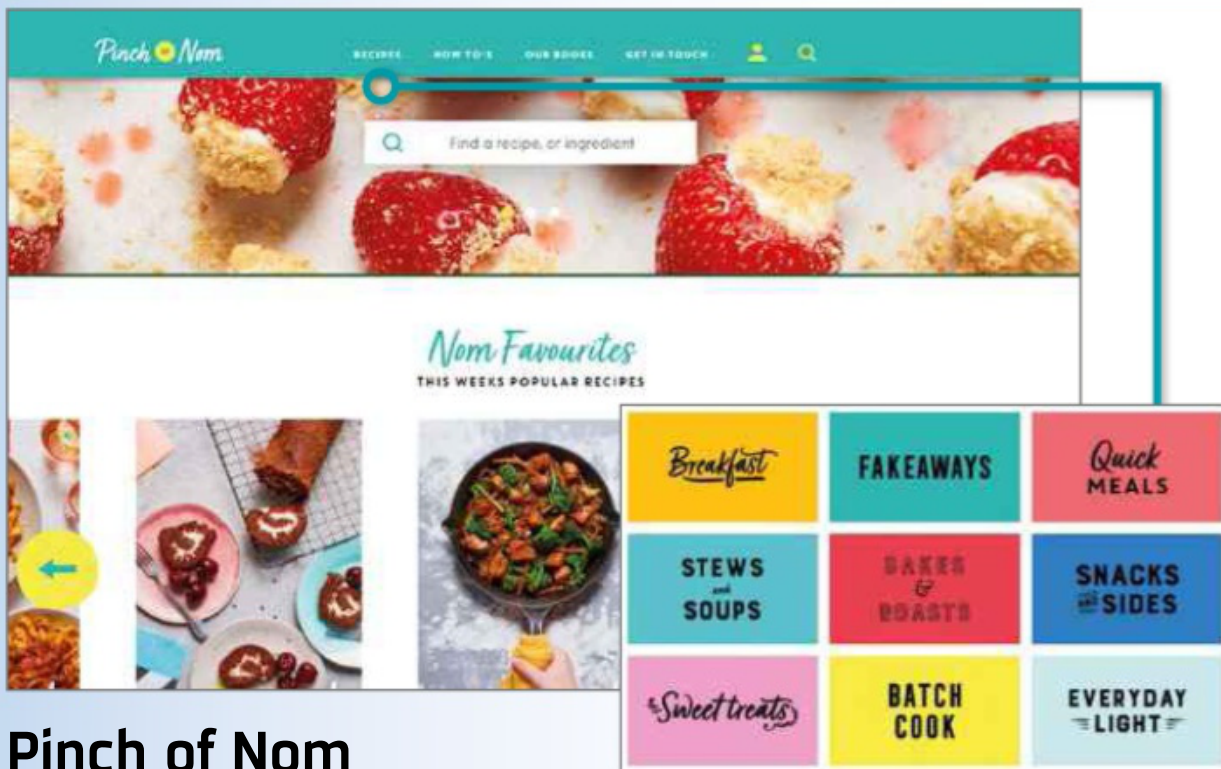 Pinch of Nom
RECIPES HOW TO'S OUR BOOKS GET IN TOUCH
Find a recipe, or ingredient
Nom Favourites
THIS WEEKS POPULAR RECIPES
Breakfast
FAKEAWAYS
Quick
MEALS
STEWS
and
SOUPS
BAKES
&
ROASTS
SNACKS
AND SIDES
Sweet treats
BATCH
COOK
EVERYDAY
LIGHT
Pinch of Nom